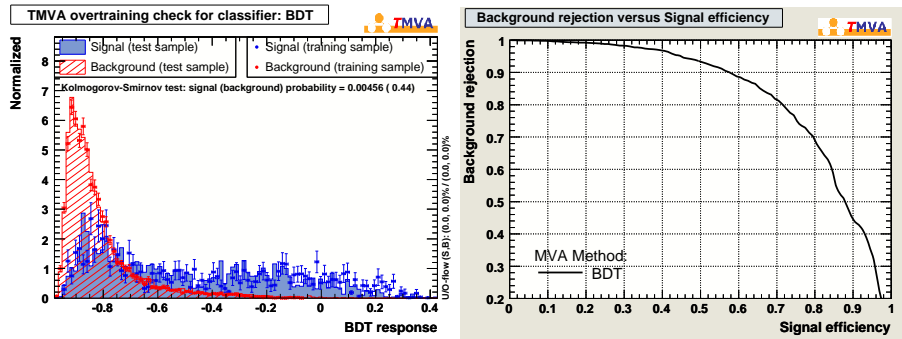 TMVA overtraining check for classifier: BDT
TMVA
Signal (test sample)
Background (test sample)
Signal (training sample)
Background (training sample)
Kolmogorov-Smirnov test: signal (background) probability = 0.00456 ( 0.44)
Normalized
8
7
6
5
4
3
2
1
0
-0.8
-0.6
-0.4
-0.2
0
0.2
0.4
BDT response
U/O-flow (S,B): (0.0, 0.0)% / (0.0, 0.0)%
Background rejection versus Signal efficiency
TMVA
Background rejection
1
0.9
0.8
0.7
0.6
0.5
0.4
0.3
0.2
MVA Method:
BDT
0
0.1
0.2
0.3
0.4
0.5
0.6
0.7
0.8
0.9
1
Signal efficiency